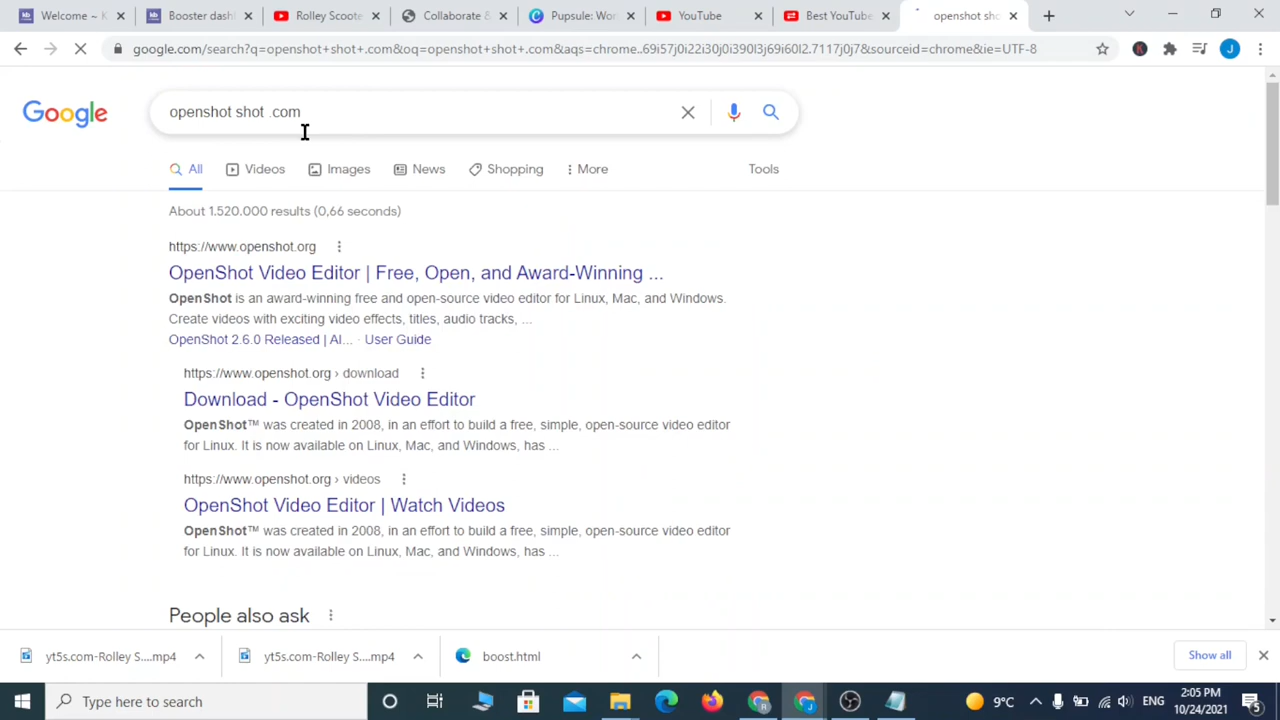 Welcome ~ K
Booster dashl
Rolley Scoote
Collaborate &
Pupsule: Wor
YouTube
Best YouTube
openshot sho
google.com/search?q=openshot+shot+.com&oq=openshot+shot+.com&aqs=chrome..69i57j0i22i30j0i390l3j69i60l2.7117j0j7&sourceid=chrome&ie=UTF-8
K
J
Google
openshot shot .com
All
Videos
Images
News
Shopping
More
Tools
About 1.520.000 results (0,66 seconds)
https://www.openshot.org
OpenShot Video Editor | Free, Open, and Award-Winning ...
OpenShot is an award-winning free and open-source video editor for Linux, Mac, and Windows.
Create videos with exciting video effects, titles, audio tracks, ...
OpenShot 2.6.0 Released | AI... · User Guide
https://www.openshot.org › download
Download - OpenShot Video Editor
OpenShot™ was created in 2008, in an effort to build a free, simple, open-source video editor
for Linux. It is now available on Linux, Mac, and Windows, has ...
https://www.openshot.org › videos
OpenShot Video Editor | Watch Videos
OpenShot™ was created in 2008, in an effort to build a free, simple, open-source video editor
for Linux. It is now available on Linux, Mac, and Windows, has ...
People also ask
yt5s.com-Rolley S....mp4
yt5s.com-Rolley S....mp4
boost.html
Show all
Type here to search
9°C
ENG
2:05 PM
10/24/2021
5